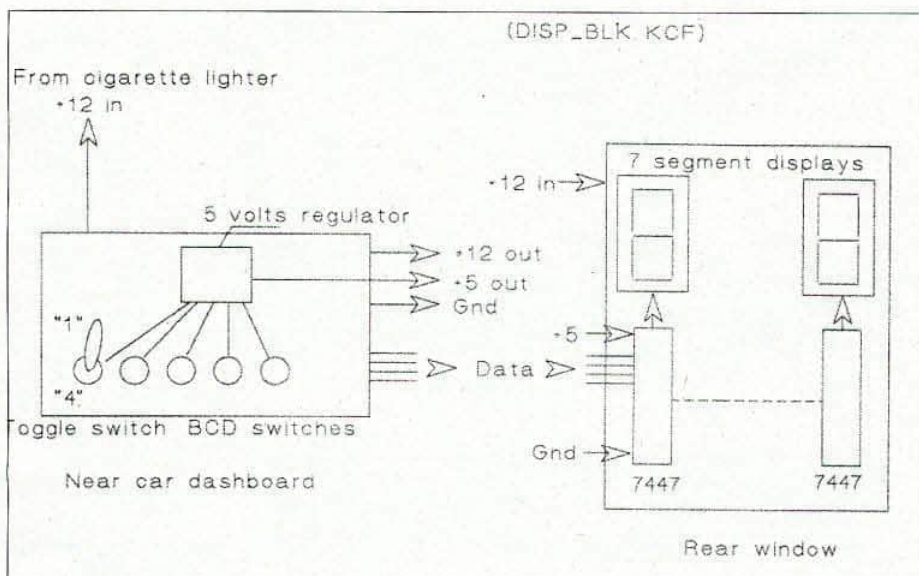 (DISP_BLK KCF)
From cigarette lighter
+12 in
7 segment displays
+12 in
5 volts regulator
+12 out
+5 out
Gnd
"1"
+5
Data
"4"
Toggle switch BCD switches
Gnd
7447
7447
Near car dashboard
Rear window